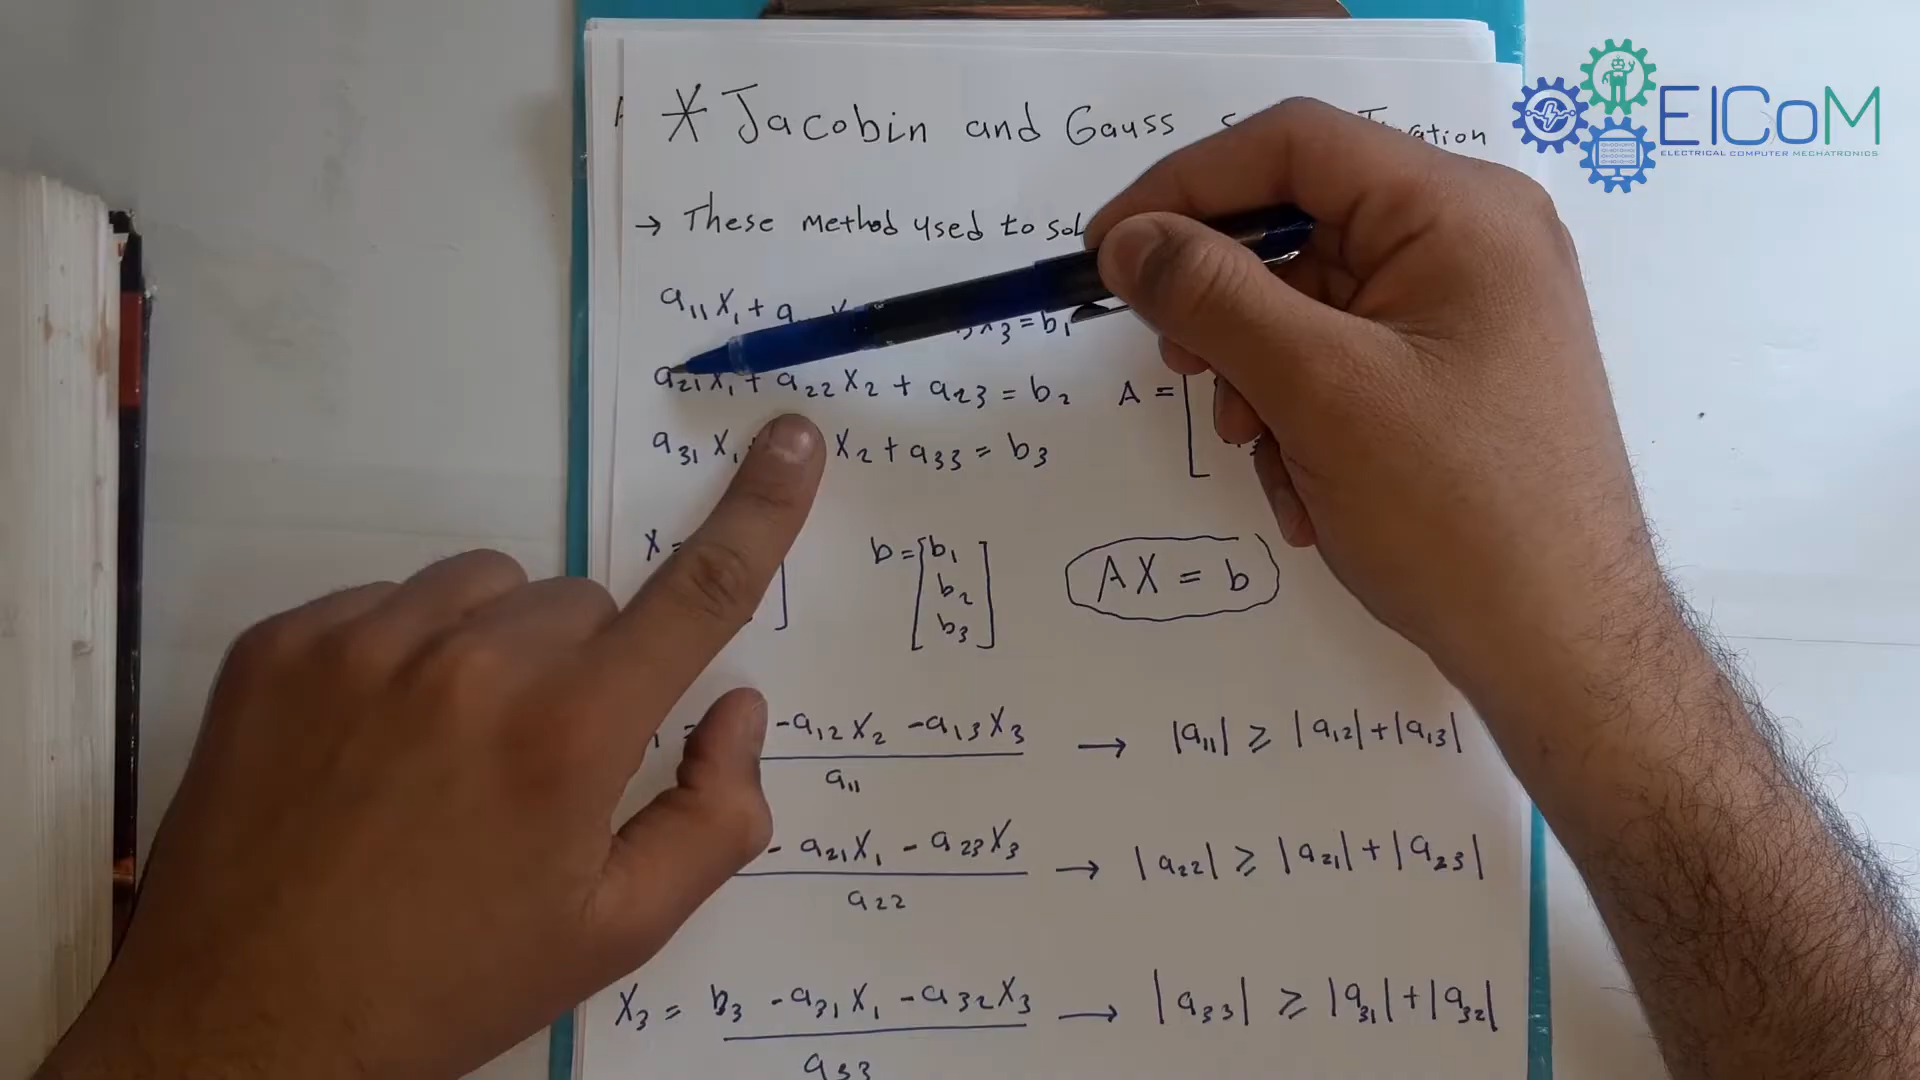 * Jacobin and Gauss
→ These method used to
a11 X1 + a
X3 = b1
a21 X1 + a22 X2 + a23 = b2
A =
a31 X1 X2 + a33 = b3
X =
b = [b1 b2 b3]
AX = b
-a12 X2 -a13 X3 / a11 → |a11| ≥ |a12| + |a13|
- a21 X1 - a23 X3 / a22 → |a22| ≥ |a21| + |a23|
X3 = b3 -a31 X1 -a32 X3 / a33 → |a33| ≥ |a31| + |a32|
EICoM
ELECTRICAL COMPUTER MECHATRONICS